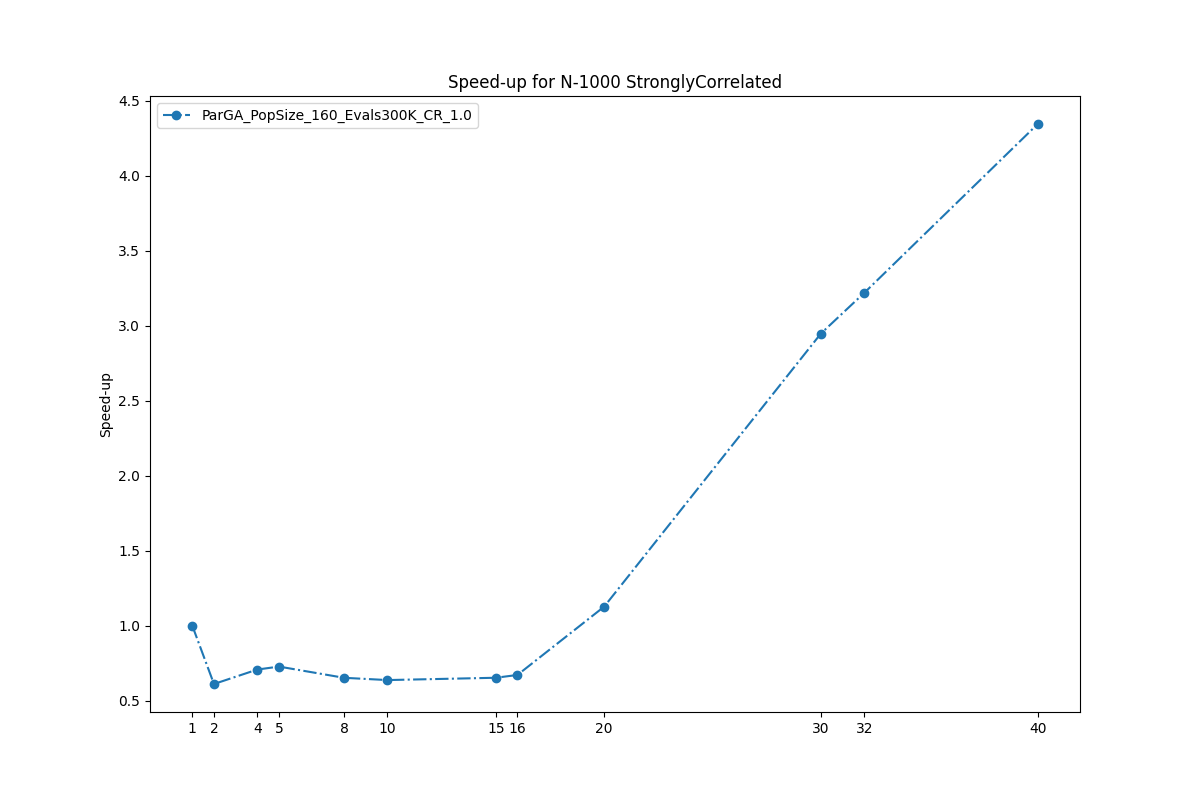 Speed-up for N-1000 StronglyCorrelated
ParGA_PopSize_160_Evals300K_CR_1.0
4.5
4.0
3.5
3.0
2.5
2.0
1.5
1.0
0.5
Speed-up
1 2 4 5 8 10 15 16 20 30 32 40